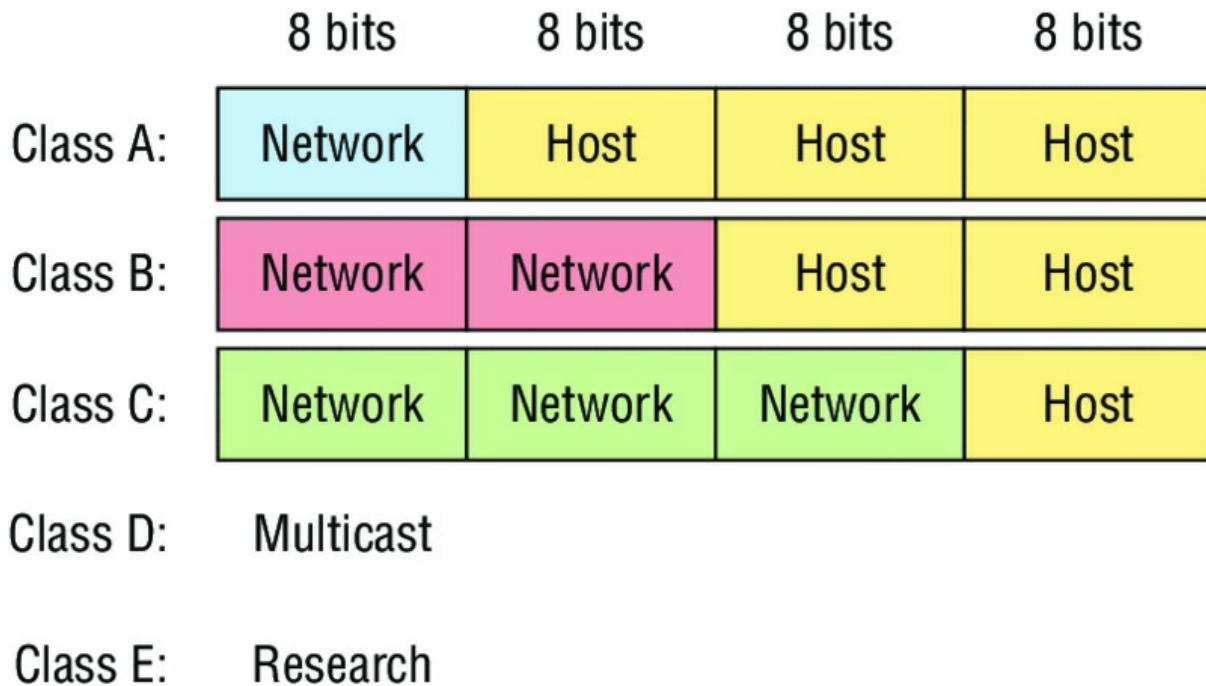 8 bits 8 bits 8 bits 8 bits
Class A: Network Host Host Host
Class B: Network Network Host Host
Class C: Network Network Network Host
Class D: Multicast
Class E: Research